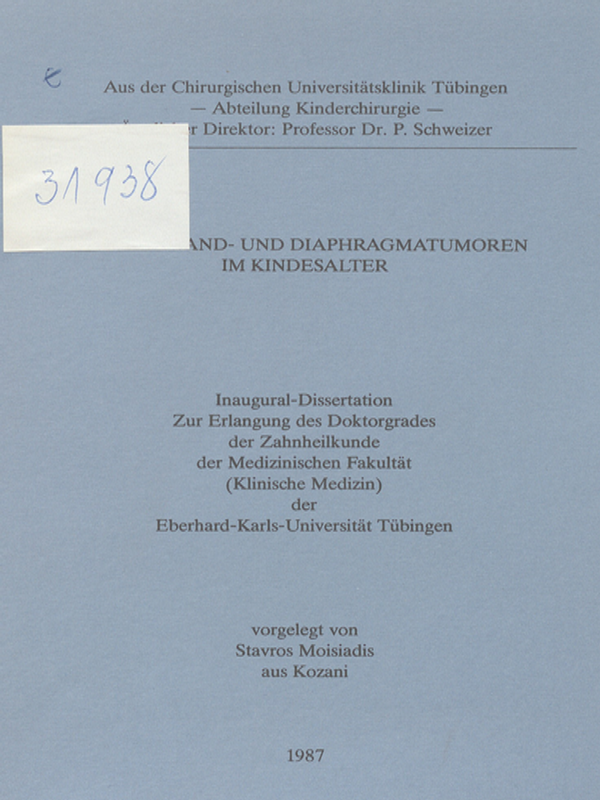 Aus der Chirurgischen Universitätsklinik Tübingen
— Abteilung Kinderchirurgie —
Direktor: Professor Dr. P. Schweizer
31938
AND- UND DIAPHRAGMATUMOREN
IM KINDESALTER
Inaugural-Dissertation
Zur Erlangung des Doktorgrades
der Zahnheilkunde
der Medizinischen Fakultät
(Klinische Medizin)
der
Eberhard-Karls-Universität Tübingen
vorgelegt von
Stavros Moisiadis
aus Kozani
1987